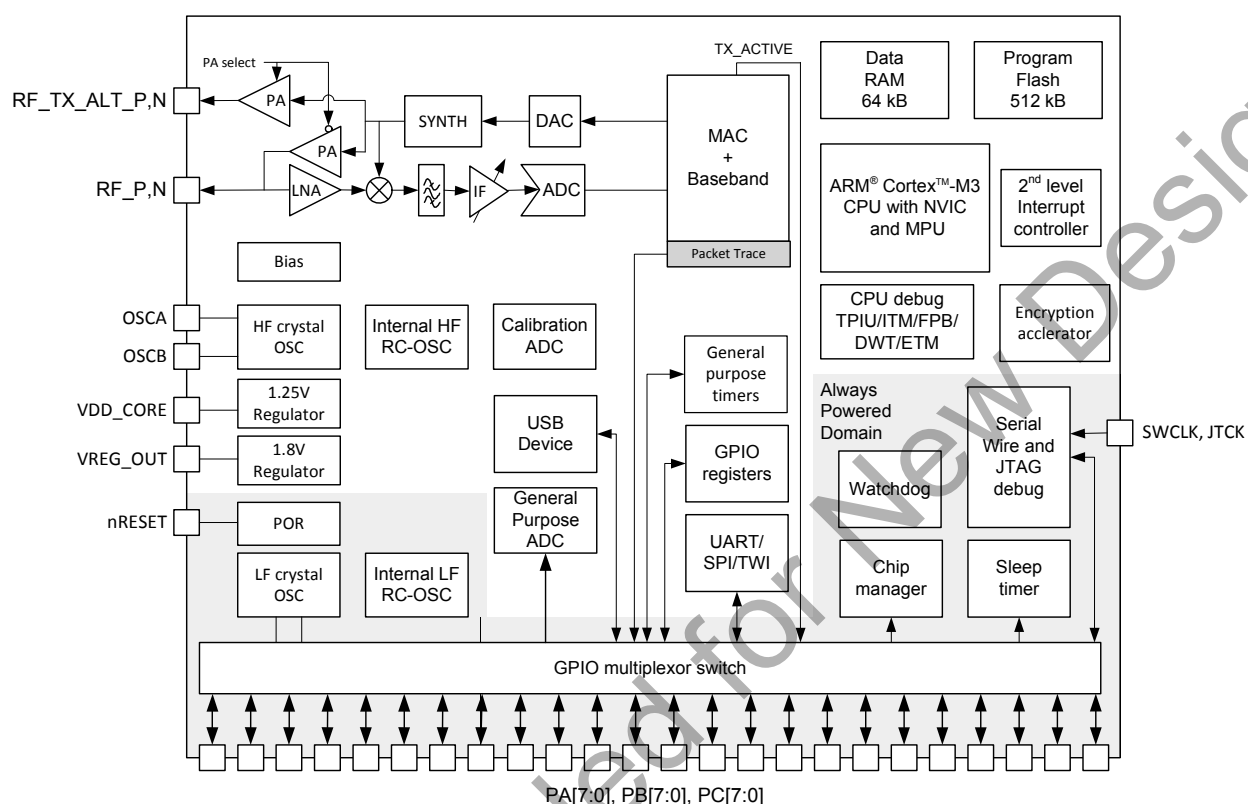 TX_ACTIVE
PA select
RF_TX_ALT_P,N
PA
SYNTH
DAC
MAC
+
Baseband
Data
RAM
64 kB
Program
Flash
512 kB
PA
RF_P,N
LNA
IF
ADC
Packet Trace
ARM® Cortex™-M3
CPU with NVIC
and MPU
2nd level
Interrupt
controller
Bias
OSCA
OSCB
HF crystal
OSC
Internal HF
RC-OSC
Calibration
ADC
General
purpose
timers
CPU debug
TPIU/ITM/FPB/
DWT/ETM
Encryption
acclerator
VDD_CORE
1.25V
Regulator
VREG_OUT
1.8V
Regulator
USB
Device
GPIO
registers
Always
Powered
Domain
Watchdog
Serial
Wire and
JTAG
debug
SWCLK, JTCK
nRESET
POR
General
Purpose
ADC
UART/
SPI/TWI
LF crystal
OSC
Internal LF
RC-OSC
Chip
manager
Sleep
timer
GPIO multiplexor switch
PA[7:0], PB[7:0], PC[7:0]
for New